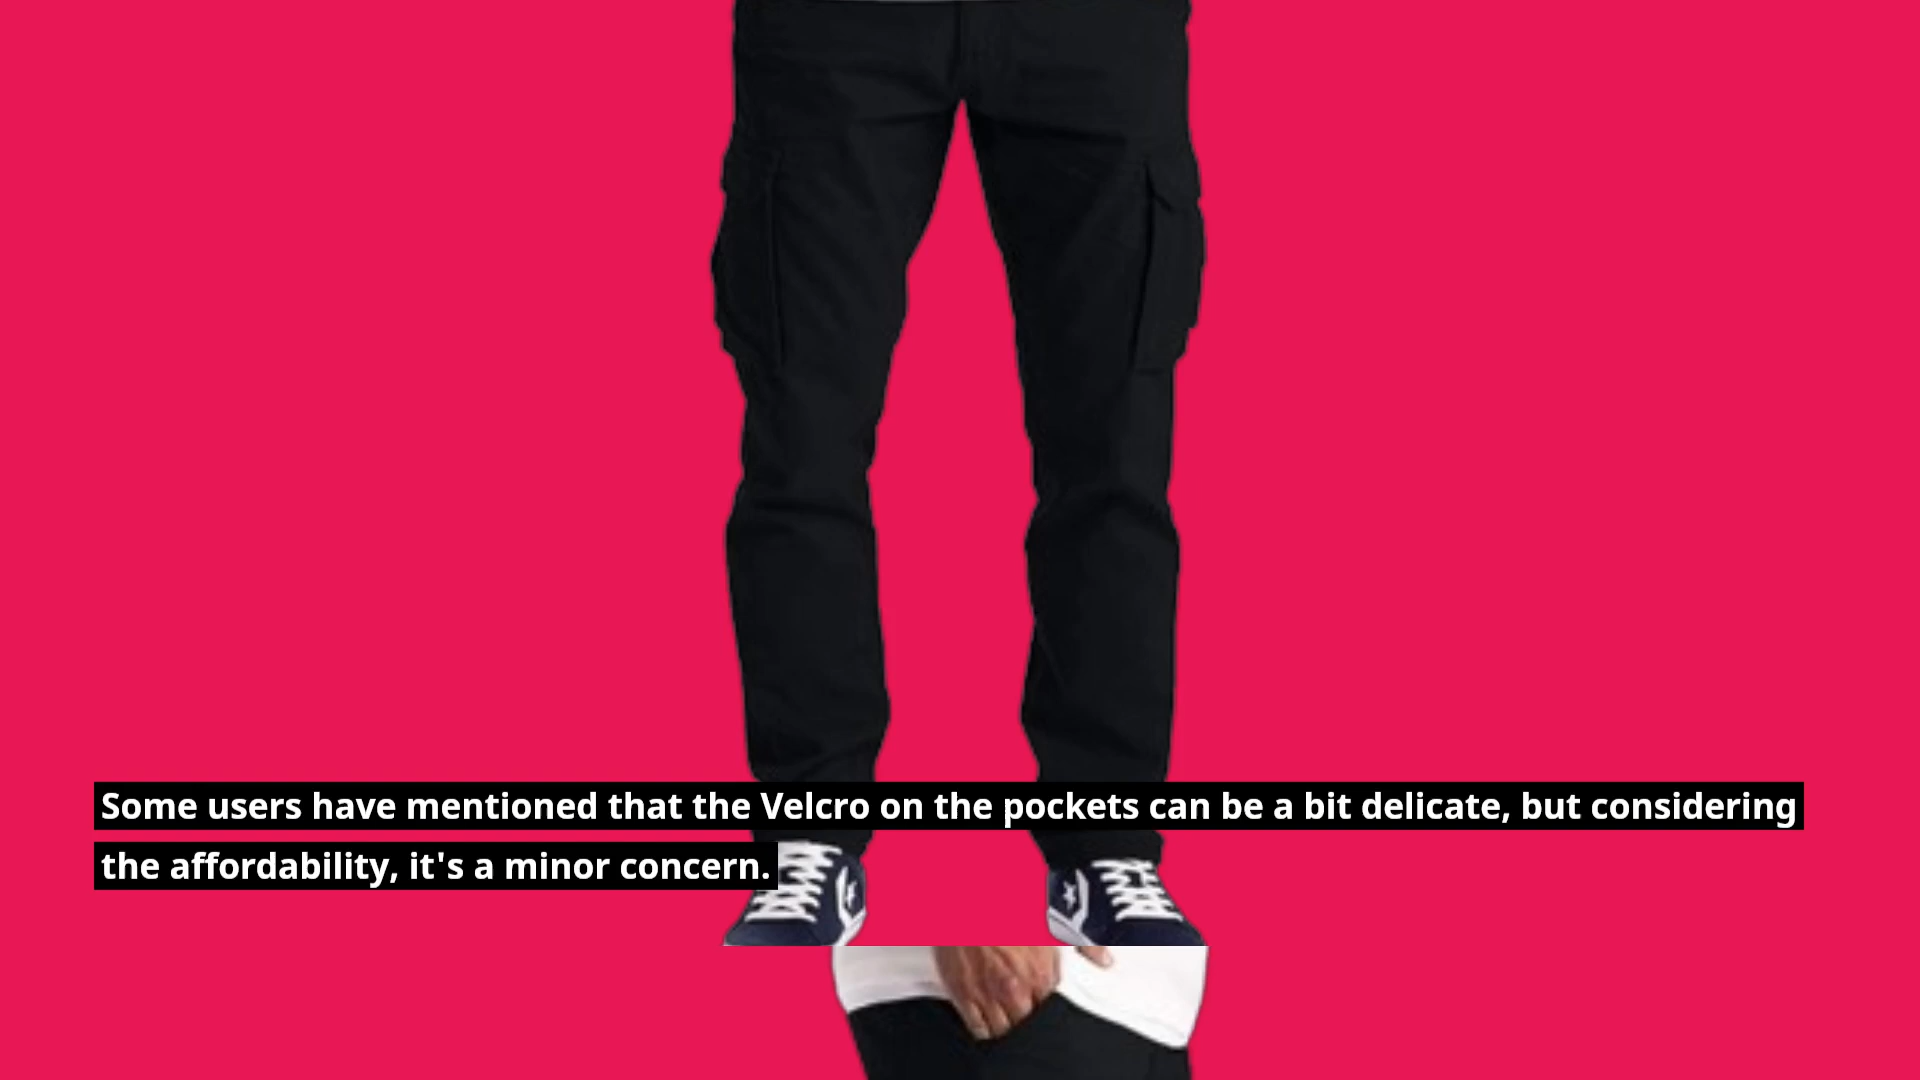 Some users have mentioned that the Velcro on the pockets can be a bit delicate, but considering
the affordability, it's a minor concern.